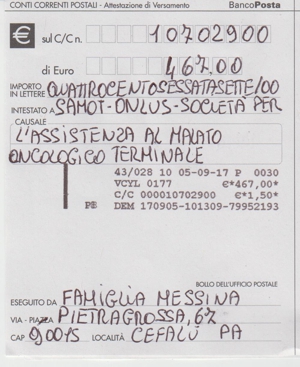 CONTI CORRENTI POSTALI - Attestazione di Versamento BancoPosta
€ sul C/C n. 10702900
di Euro 467.00
IMPORTO IN LETTERE QUATTROCENTOSESSATASETTE/00
INTESTATO A SAMOT-ONLUS-SOCIETÀ PER
CAUSALE
L'ASSISTENZA AL MALATO
ONCOLOGICO TERMINALE
43/028 10 05-09-17 P 0030
VCYL 0177 €*467,00*
C/C 000010702900 €*1,50*
P DEM 170905-101309-79952193
BOLLO DELL'UFFICIO POSTALE
ESEGUITO DA FAMIGLIA MESSINA
VIA - PIAZZA PIETRAGROSSA, 67
CAP 90015 LOCALITÀ CEFALÙ PA